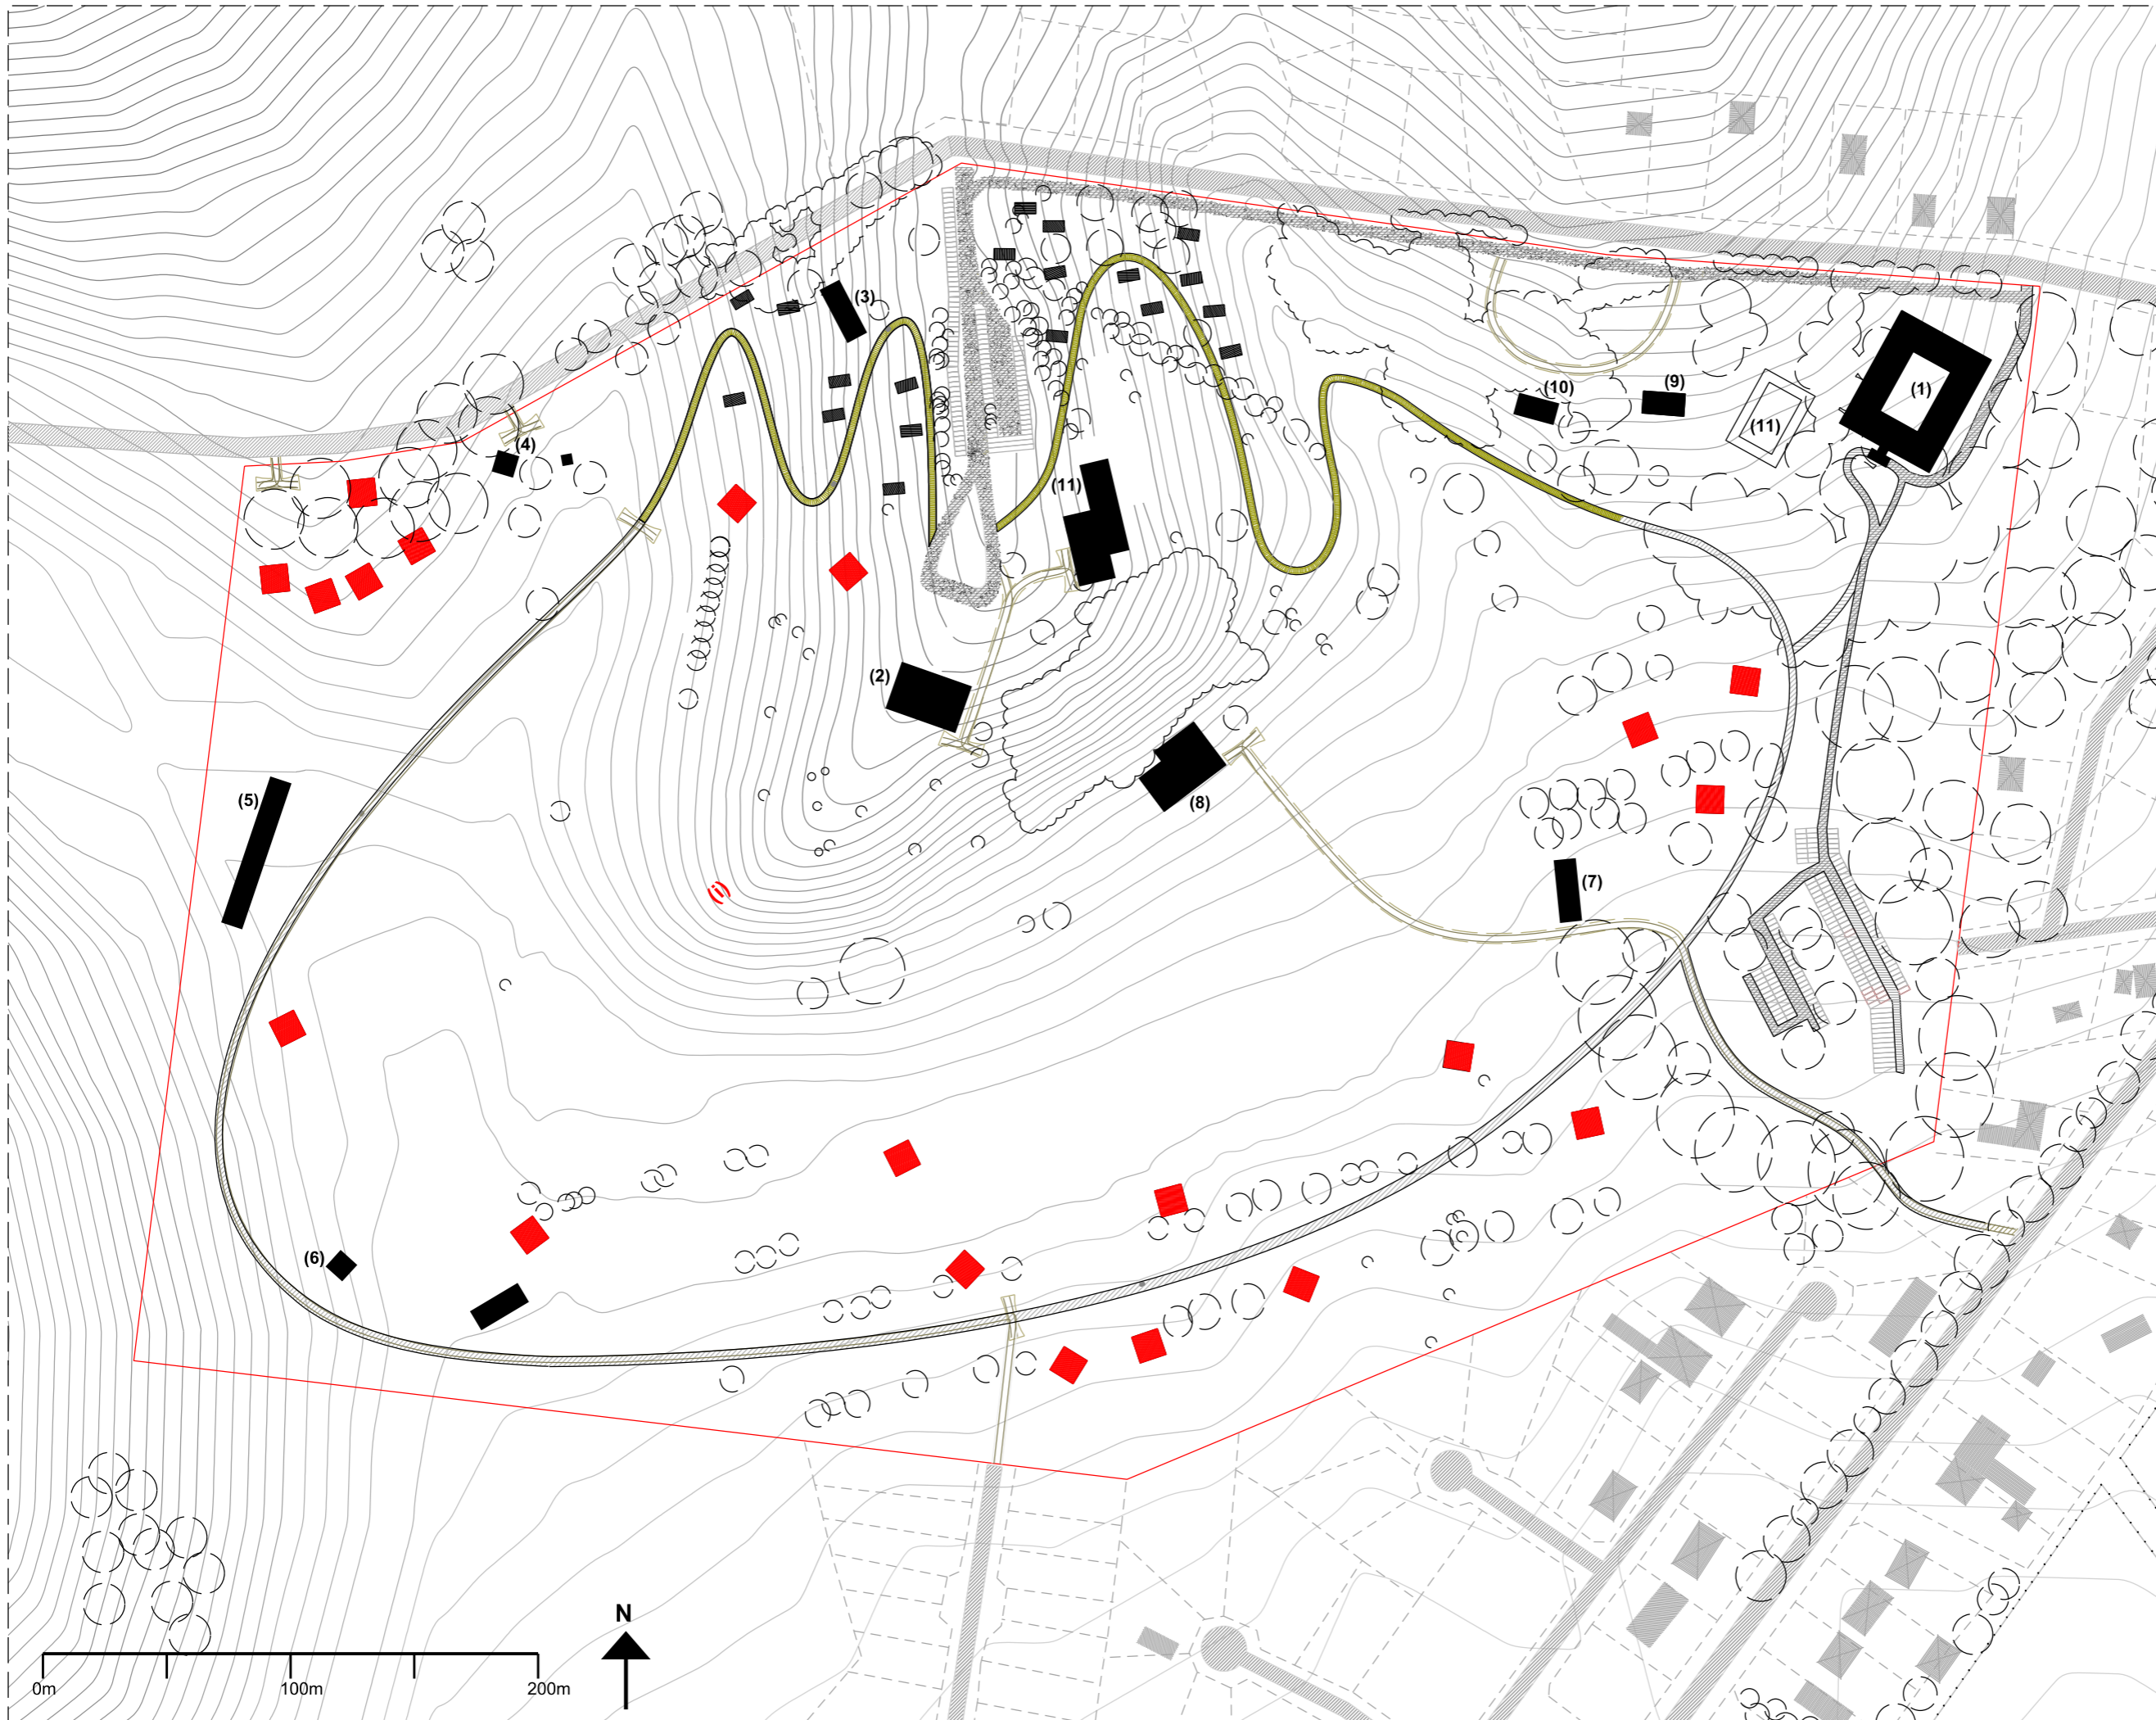 (3)
(10)
(9)
(1)
(11)
(4)
(11)
(2)
(5)
(8)
(7)
(i)
(6)
N
0m
100m
200m